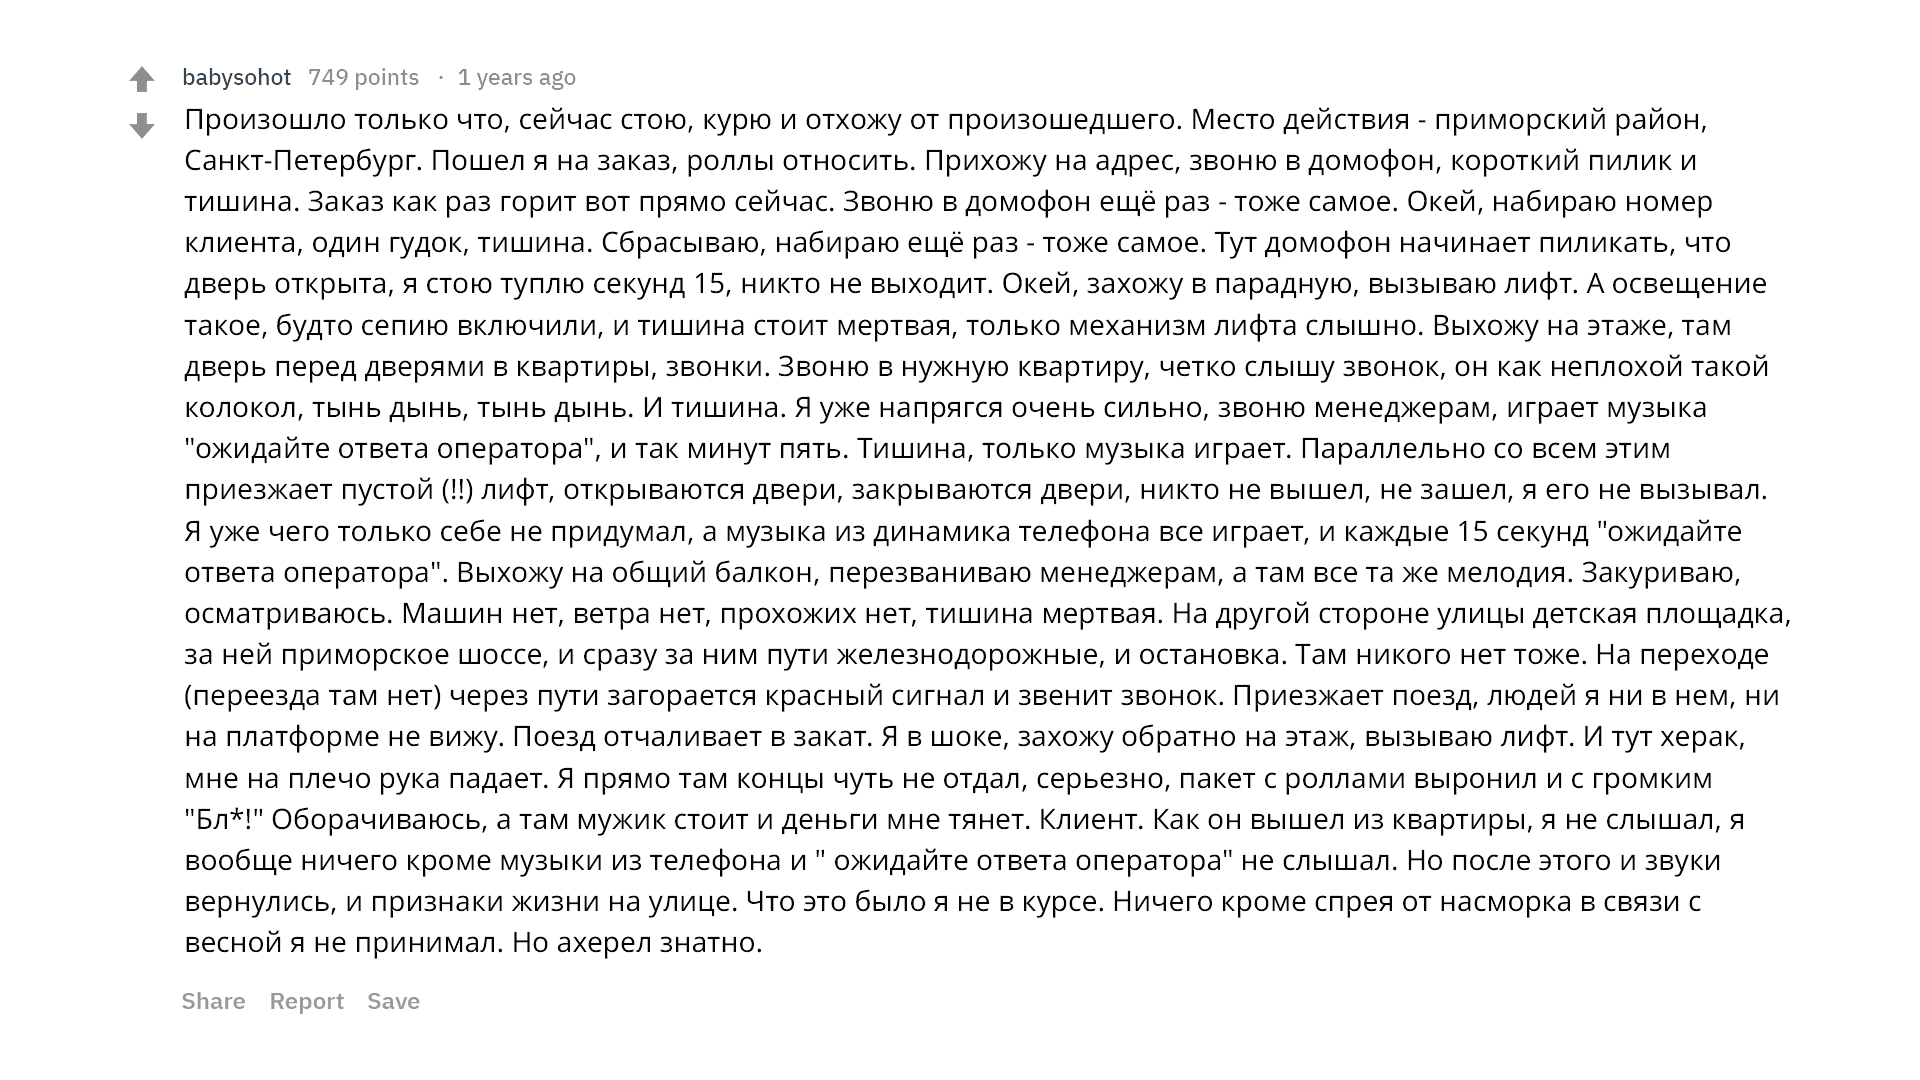 babysohot 749 points · 1 years ago
Произошло только что, сейчас стою, курю и отхожу от произошедшего. Место действия - приморский район,
Санкт-Петербург. Пошел я на заказ, роллы относить. Прихожу на адрес, звоню в домофон, короткий пилик и
тишина. Заказ как раз горит вот прямо сейчас. Звоню в домофон ещё раз - тоже самое. Окей, набираю номер
клиента, один гудок, тишина. Сбрасываю, набираю ещё раз - тоже самое. Тут домофон начинает пиликать, что
дверь открыта, я стою туплю секунд 15, никто не выходит. Окей, захожу в парадную, вызываю лифт. А освещение
такое, будто сепию включили, и тишина стоит мертвая, только механизм лифта слышно. Выхожу на этаже, там
дверь перед дверями в квартиры, звонки. Звоню в нужную квартиру, четко слышу звонок, он как неплохой такой
колокол, тынь дынь, тынь дынь. И тишина. Я уже напрягся очень сильно, звоню менеджерам, играет музыка
"ожидайте ответа оператора", и так минут пять. Тишина, только музыка играет. Параллельно со всем этим
приезжает пустой (!!) лифт, открываются двери, закрываются двери, никто не вышел, не зашел, я его не вызывал.
Я уже чего только себе не придумал, а музыка из динамика телефона все играет, и каждые 15 секунд "ожидайте
ответа оператора". Выхожу на общий балкон, перезваниваю менеджерам, а там все та же мелодия. Закуриваю,
осматриваюсь. Машин нет, ветра нет, прохожих нет, тишина мертвая. На другой стороне улицы детская площадка,
за ней приморское шоссе, и сразу за ним пути железнодорожные, и остановка. Там никого нет тоже. На переходе
(переезда там нет) через пути загорается красный сигнал и звенит звонок. Приезжает поезд, людей я ни в нем, ни
на платформе не вижу. Поезд отчаливает в закат. Я в шоке, захожу обратно на этаж, вызываю лифт. И тут херак,
мне на плечо рука падает. Я прямо там концы чуть не отдал, серьезно, пакет с роллами выронил и с громким
"Бл*!" Оборачиваюсь, а там мужик стоит и деньги мне тянет. Клиент. Как он вышел из квартиры, я не слышал, я
вообще ничего кроме музыки из телефона и " ожидайте ответа оператора" не слышал. Но после этого и звуки
вернулись, и признаки жизни на улице. Что это было я не в курсе. Ничего кроме спрея от насморка в связи с
весной я не принимал. Но ахерел знатно.
Share Report Save